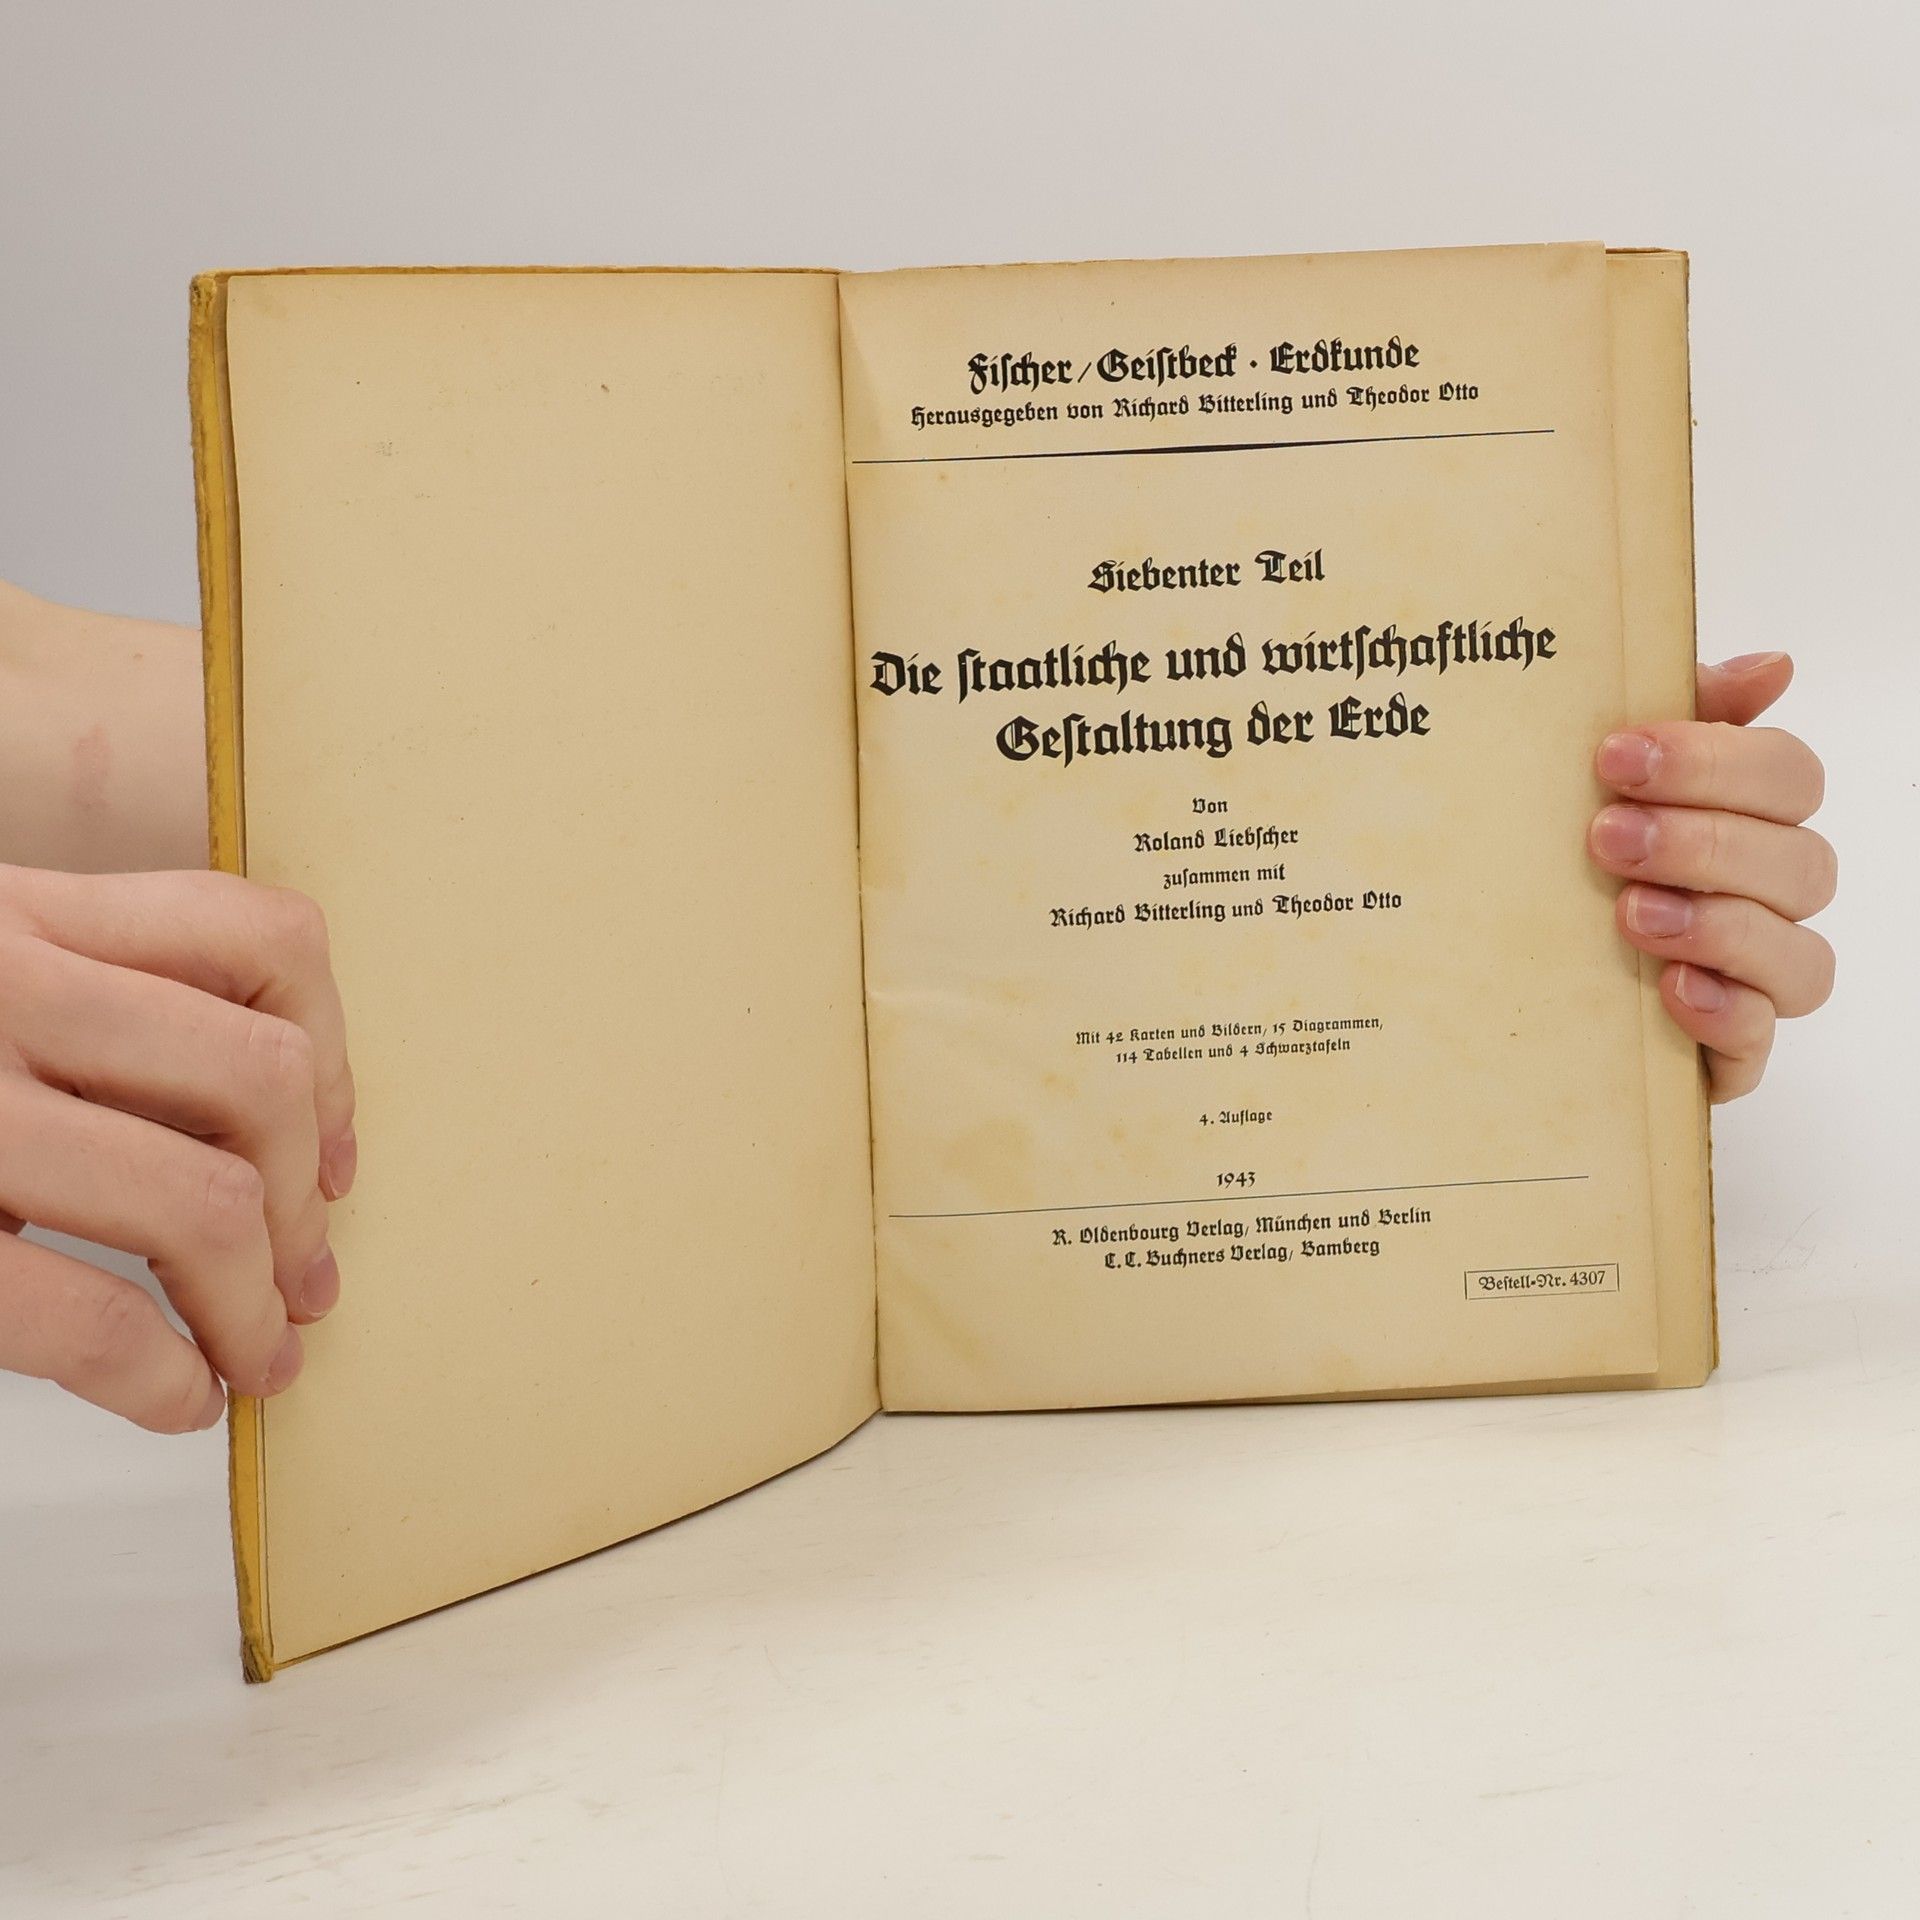 Fischer/Geistbeck · Erdkunde
Herausgegeben von Richard Bitterling und Theodor Otto
Siebenter Teil
Die staatliche und wirtschaftliche
Gestaltung der Erde
Von
Roland Liebscher
zusammen mit
Richard Bitterling und Theodor Otto
Mit 42 Karten und Bildern, 15 Diagrammen,
114 Tabellen und 4 Schwarztafeln
4. Auflage
1943
R. Oldenbourg Verlag, München und Berlin
C. C. Buchners Verlag, Bamberg
Bestell-Nr. 4307